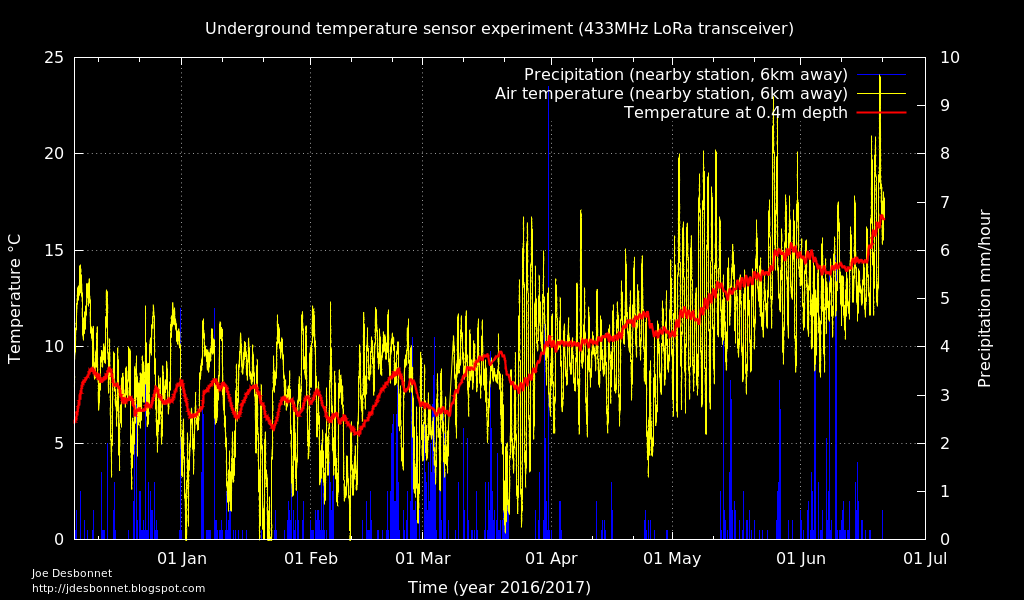 Underground temperature sensor experiment (433MHz LoRa transceiver)
Precipitation (nearby station, 6km away)
Air temperature (nearby station, 6km away)
Temperature at 0.4m depth
Temperature °C
25
20
15
10
5
0
10
9
8
7
6
5
4
3
2
1
0
Precipitation mm/hour
01 Jan
01 Feb
01 Mar
01 Apr
01 May
01 Jun
01 Jul
Time (year 2016/2017)
Joe Desbonnet
http://jdesbonnet.blogspot.com